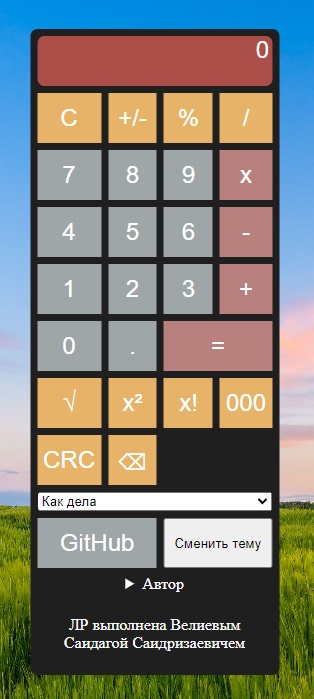 0
C +/- % /
7 8 9 x
4 5 6 -
1 2 3 +
0 . =
√ x² x! 000
CRC ⌫
Как дела
GitHub Сменить тему
▶ Автор
ЛР выполнена Велиевым
Саидагой Саидризаевичем